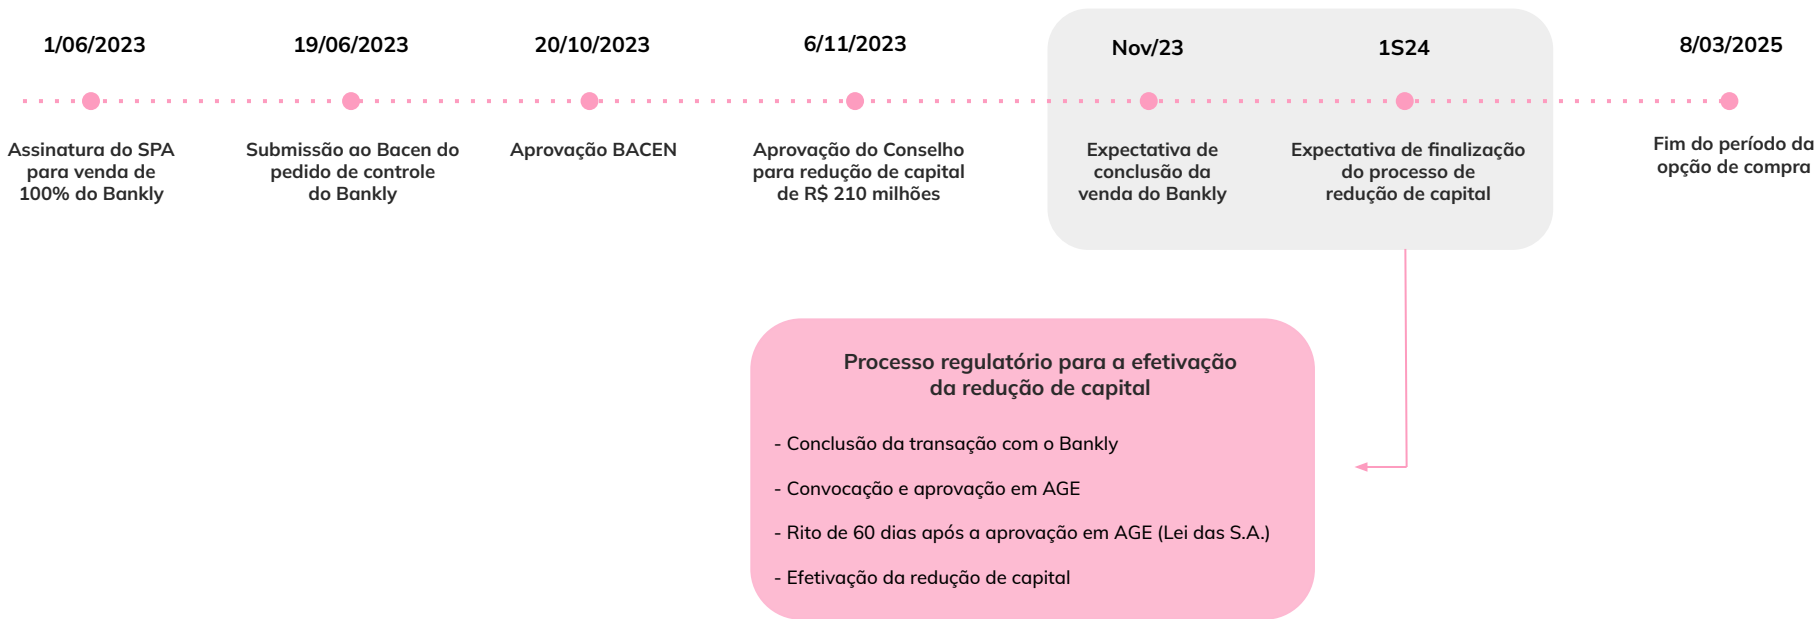 1/06/2023
Assinatura do SPA
para venda de
100% do Bankly
19/06/2023
Submissão ao Bacen do
pedido de controle
do Bankly
20/10/2023
Aprovação BACEN
6/11/2023
Aprovação do Conselho
para redução de capital
de R$ 210 milhões
Nov/23
Expectativa de
conclusão da
venda do Bankly
1S24
Expectativa de finalização
do processo de
redução de capital
8/03/2025
Fim do período da
opção de compra
Processo regulatório para a efetivação
da redução de capital
- Conclusão da transação com o Bankly
- Convocação e aprovação em AGE
- Rito de 60 dias após a aprovação em AGE (Lei das S.A.)
- Efetivação da redução de capital